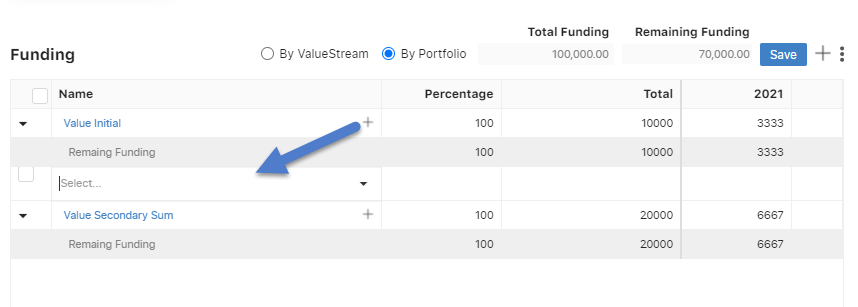 Total Funding Remaining Funding
Funding By ValueStream By Portfolio 100,000.00 70,000.00 Save
Name Percentage Total 2021
Value Initial 100 10000 3333
Remaing Funding 100 10000 3333
Select...
Value Secondary Sum 100 20000 6667
Remaing Funding 100 20000 6667